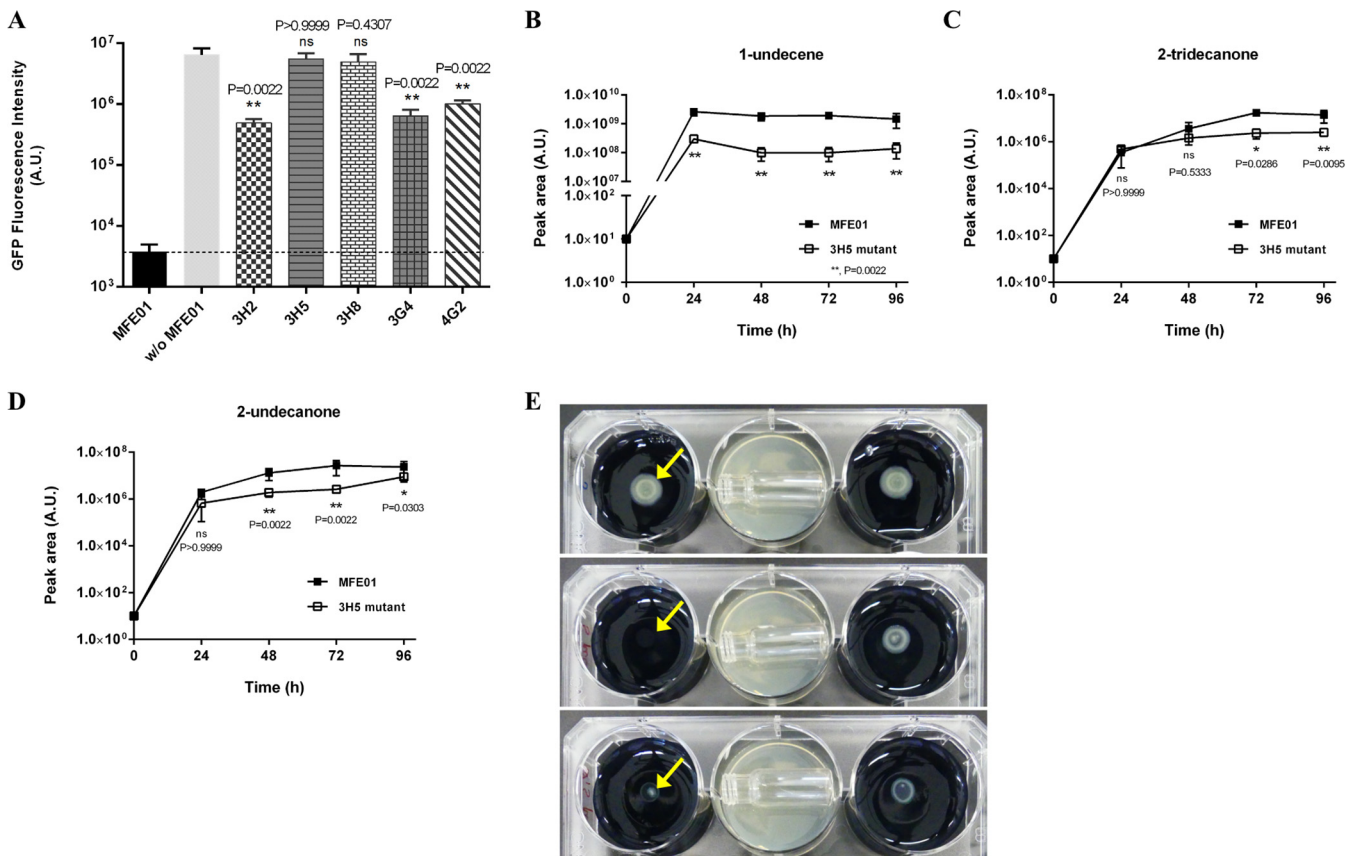 A
GFP Fluorescence Intensity
(A.U.)
10⁷
10⁶
10⁵
10⁴
10³
P=0.0022
**
P>0.9999
ns
P=0.4307
ns
P=0.0022
**
P=0.0022
**
MFE01
w/o MFE01
3H2
3H5
3H8
3G4
4G2
B
1-undecene
Peak area (A.U.)
1.0×10¹⁰
1.0×10⁹
1.0×10⁸
1.0×10⁷
1.0×10¹
1.0×10⁰
**
**
**
**
MFE01
3H5 mutant
**, P=0.0022
0
24
48
72
96
Time (h)
C
2-tridecanone
Peak area (A.U.)
1.0×10⁸
1.0×10⁶
1.0×10⁴
1.0×10²
1.0×10⁰
ns
P>0.9999
ns
P=0.5333
*
P=0.0286
**
P=0.0095
MFE01
3H5 mutant
0
24
48
72
96
Time (h)
D
2-undecanone
Peak area (A.U.)
1.0×10⁸
1.0×10⁶
1.0×10⁴
1.0×10²
1.0×10⁰
ns
P>0.9999
**
P=0.0022
**
P=0.0022
*
P=0.0303
MFE01
3H5 mutant
0
24
48
72
96
Time (h)
E